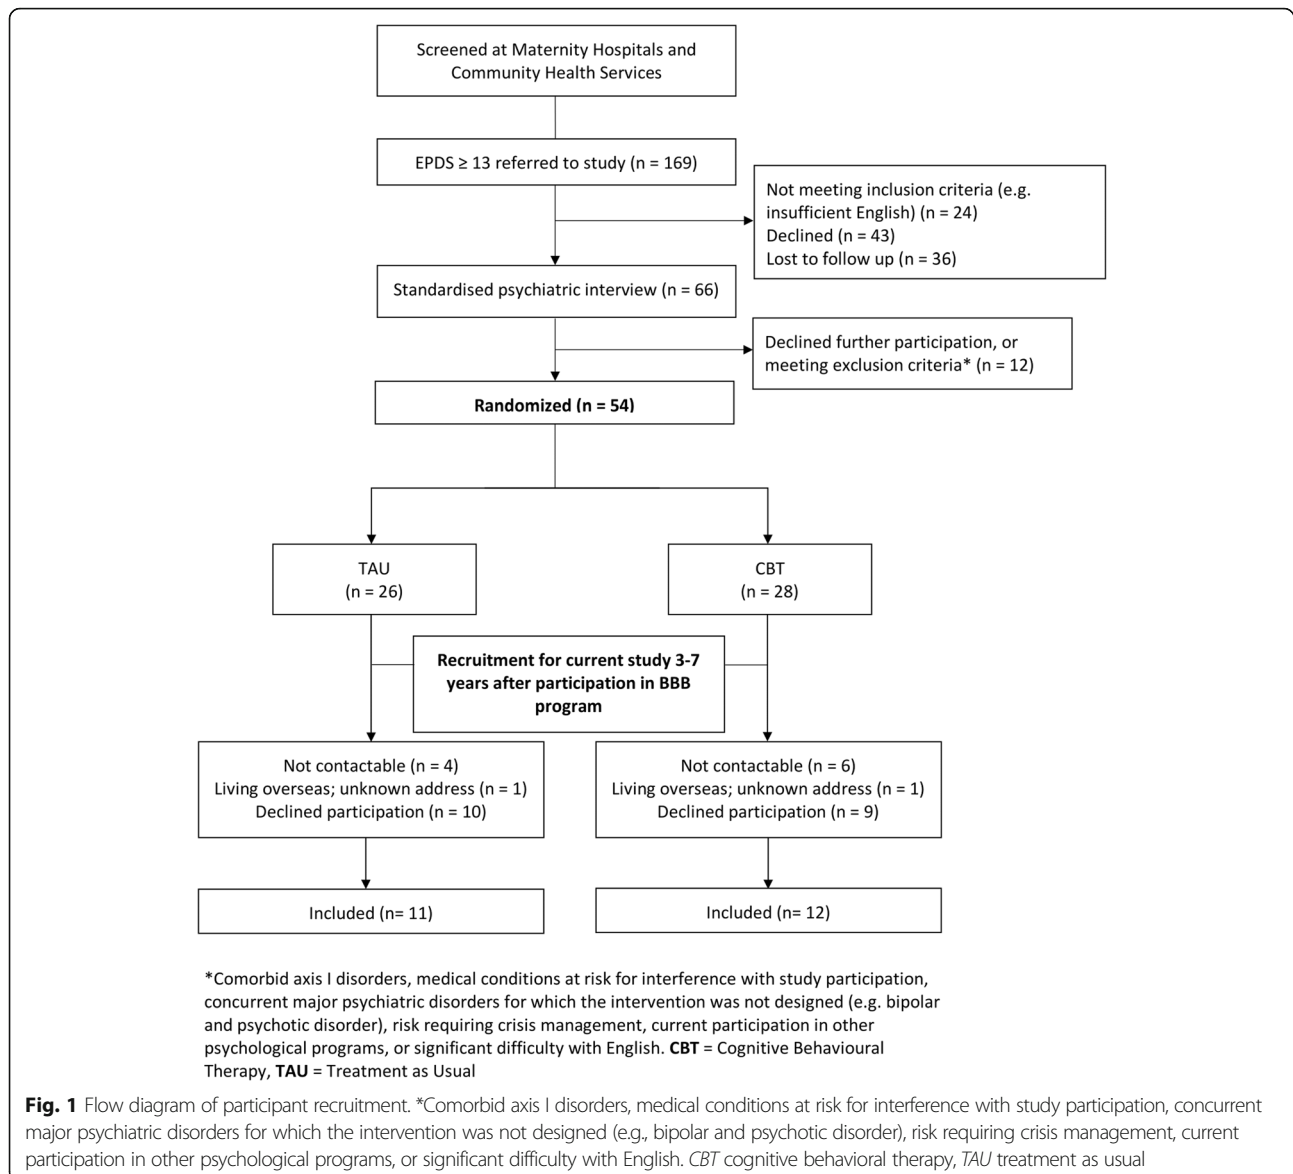 Screened at Maternity Hospitals and
Community Health Services
EPDS ≥ 13 referred to study (n = 169)
Not meeting inclusion criteria (e.g.
insufficient English) (n = 24)
Declined (n = 43)
Lost to follow up (n = 36)
Standardised psychiatric interview (n = 66)
Declined further participation, or
meeting exclusion criteria* (n = 12)
Randomized (n = 54)
TAU
(n = 26)
CBT
(n = 28)
Recruitment for current study 3-7
years after participation in BBB
program
Not contactable (n = 4)
Living overseas; unknown address (n = 1)
Declined participation (n = 10)
Not contactable (n = 6)
Living overseas; unknown address (n = 1)
Declined participation (n = 9)
Included (n= 11)
Included (n= 12)
*Comorbid axis I disorders, medical conditions at risk for interference with study participation,
concurrent major psychiatric disorders for which the intervention was not designed (e.g. bipolar
and psychotic disorder), risk requiring crisis management, current participation in other
psychological programs, or significant difficulty with English. CBT = Cognitive Behavioural
Therapy, TAU = Treatment as Usual
Fig. 1 Flow diagram of participant recruitment. *Comorbid axis I disorders, medical conditions at risk for interference with study participation, concurrent
major psychiatric disorders for which the intervention was not designed (e.g., bipolar and psychotic disorder), risk requiring crisis management, current
participation in other psychological programs, or significant difficulty with English. CBT cognitive behavioral therapy, TAU treatment as usual